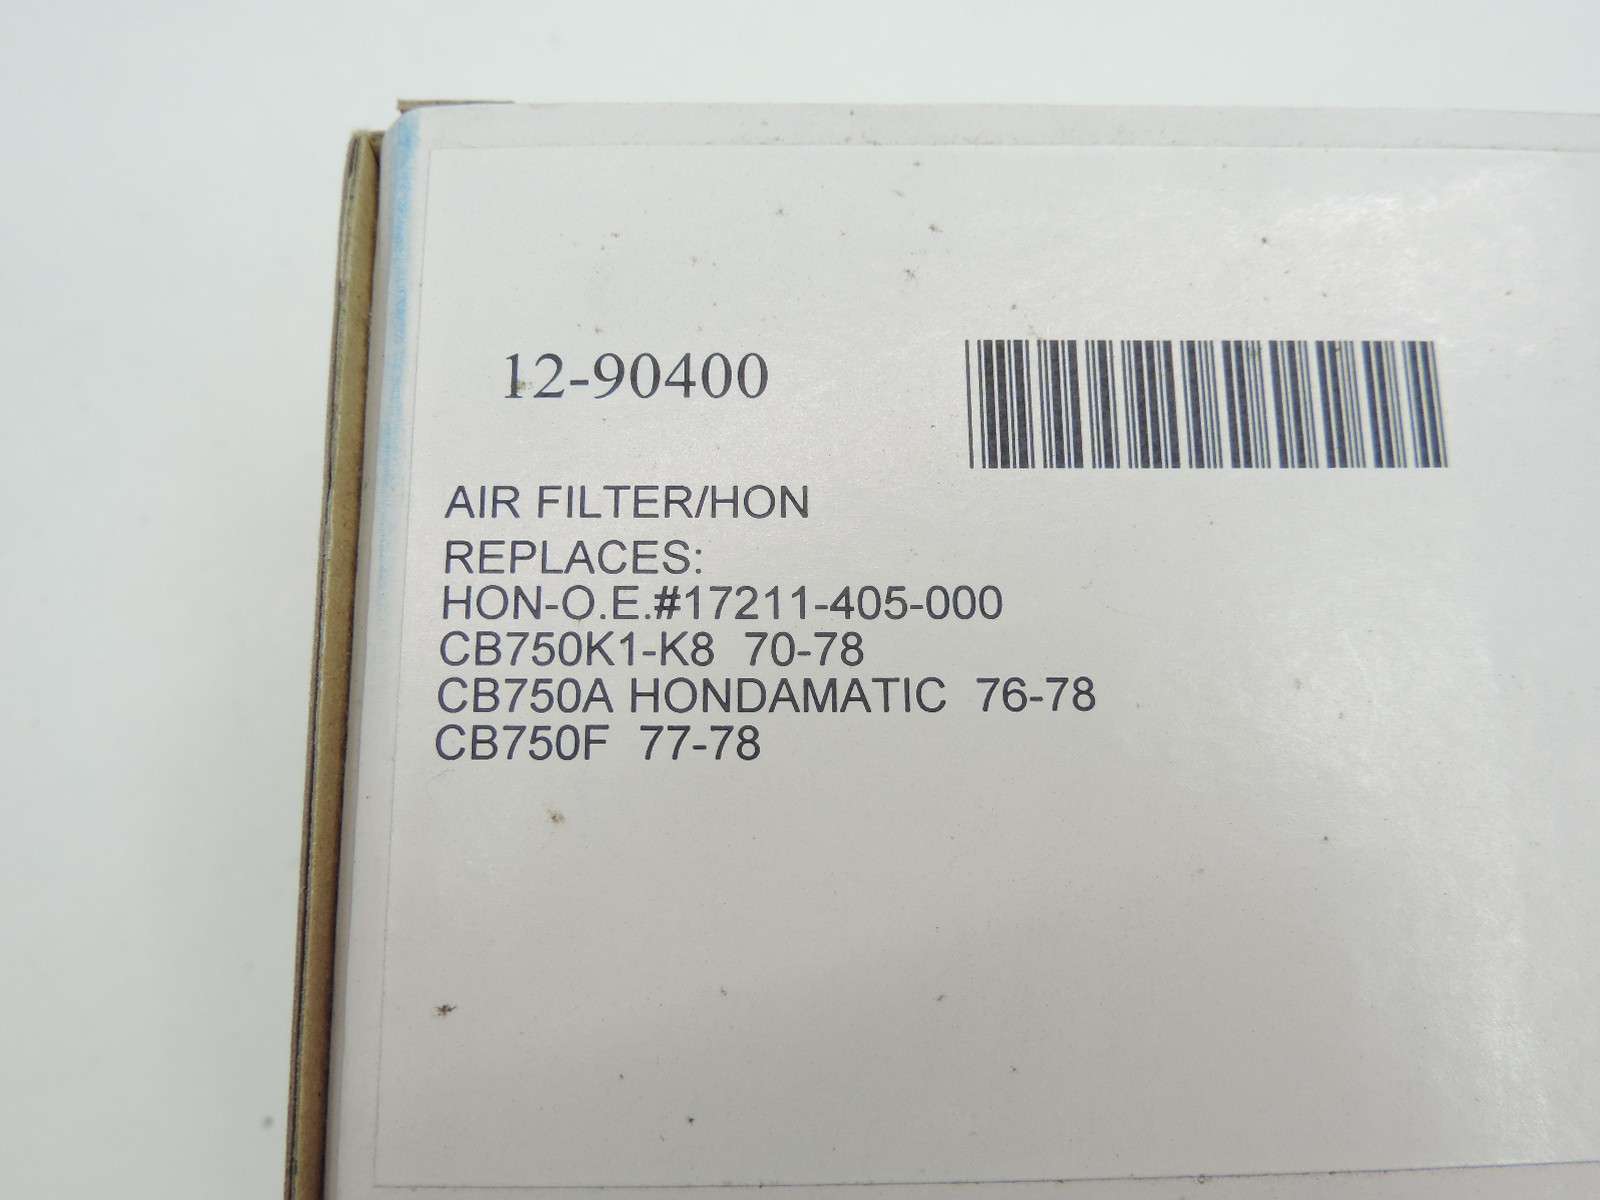 12-90400
AIR FILTER/HON
REPLACES:
HON-O.E.#17211-405-000
CB750K1-K8  70-78
CB750A HONDAMATIC  76-78
CB750F  77-78